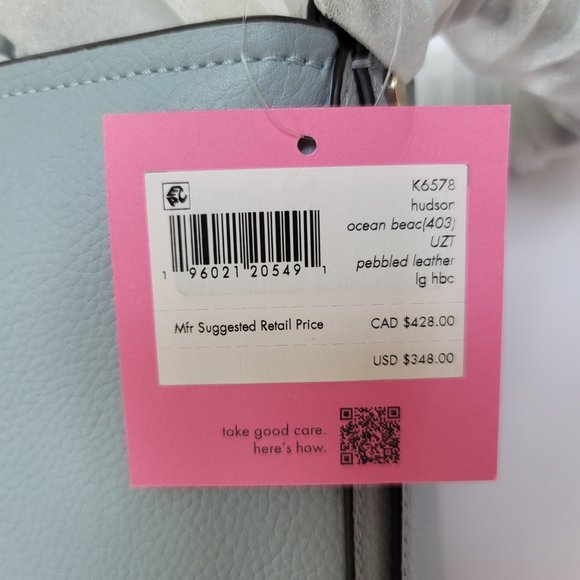 K6578
hudson
ocean beac(403)
UZT
pebbled leather
lg hbc
1 96021 20549 1
Mfr Suggested Retail Price CAD $428.00
USD $348.00
take good care.
here's how.